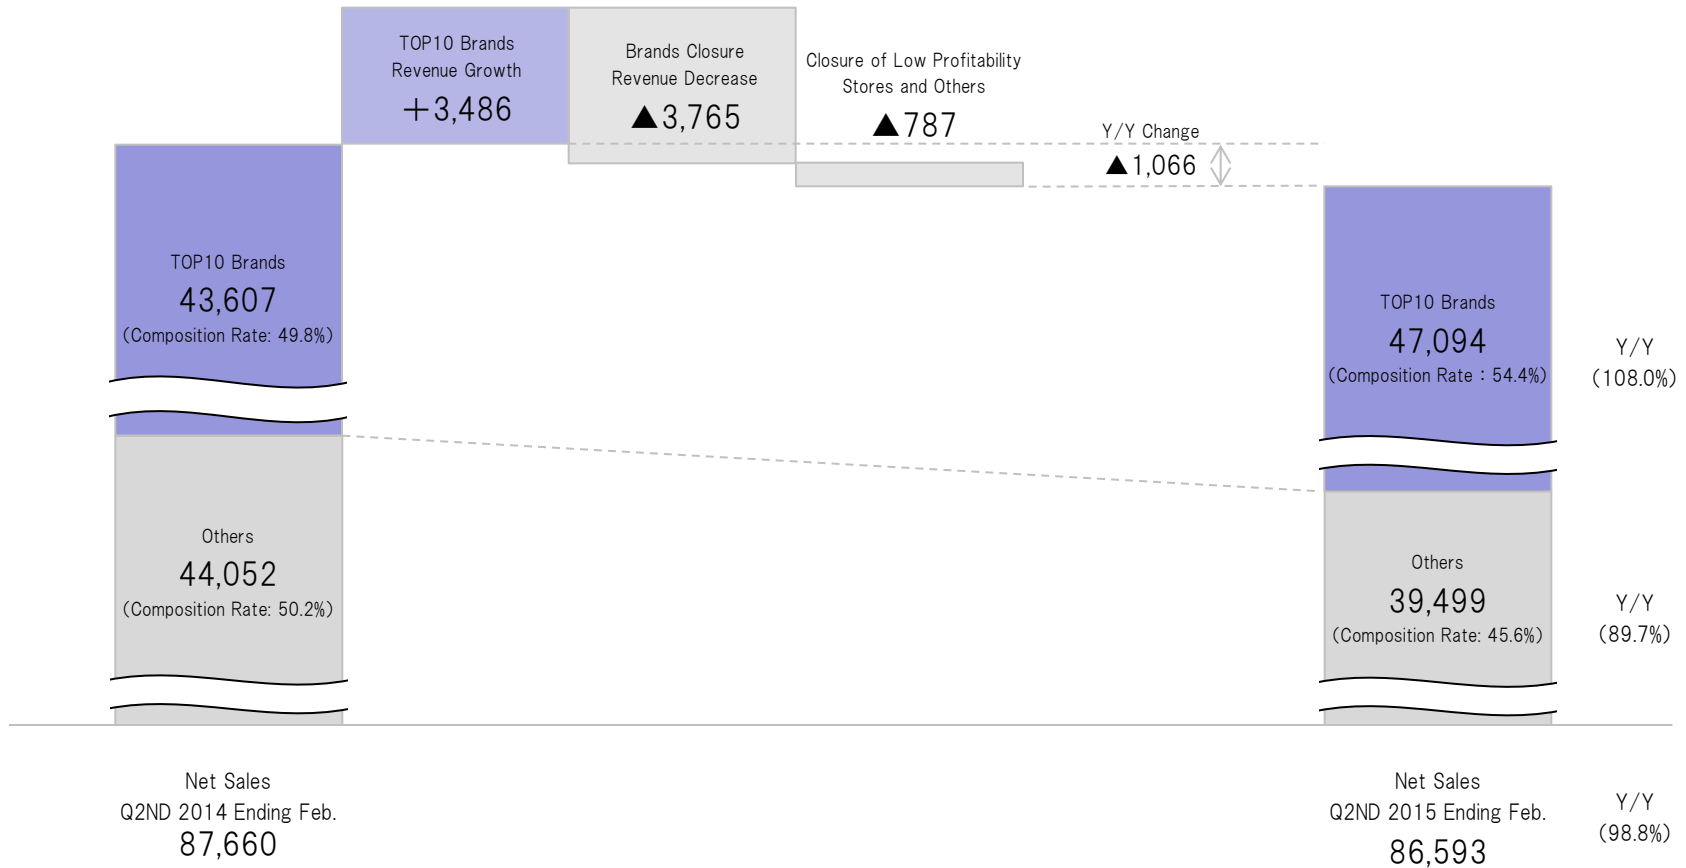 TOP10 Brands
Revenue Growth
+3,486
Brands Closure
Revenue Decrease
▲3,765
Closure of Low Profitability
Stores and Others
▲787
Y/Y Change
▲1,066
TOP10 Brands
43,607
(Composition Rate: 49.8%)
TOP10 Brands
47,094
(Composition Rate：54.4%)
Y/Y
(108.0%)
Others
44,052
(Composition Rate: 50.2%)
Others
39,499
(Composition Rate: 45.6%)
Y/Y
(89.7%)
Net Sales
Q2ND 2014 Ending Feb.
87,660
Net Sales
Q2ND 2015 Ending Feb.
86,593
Y/Y
(98.8%)